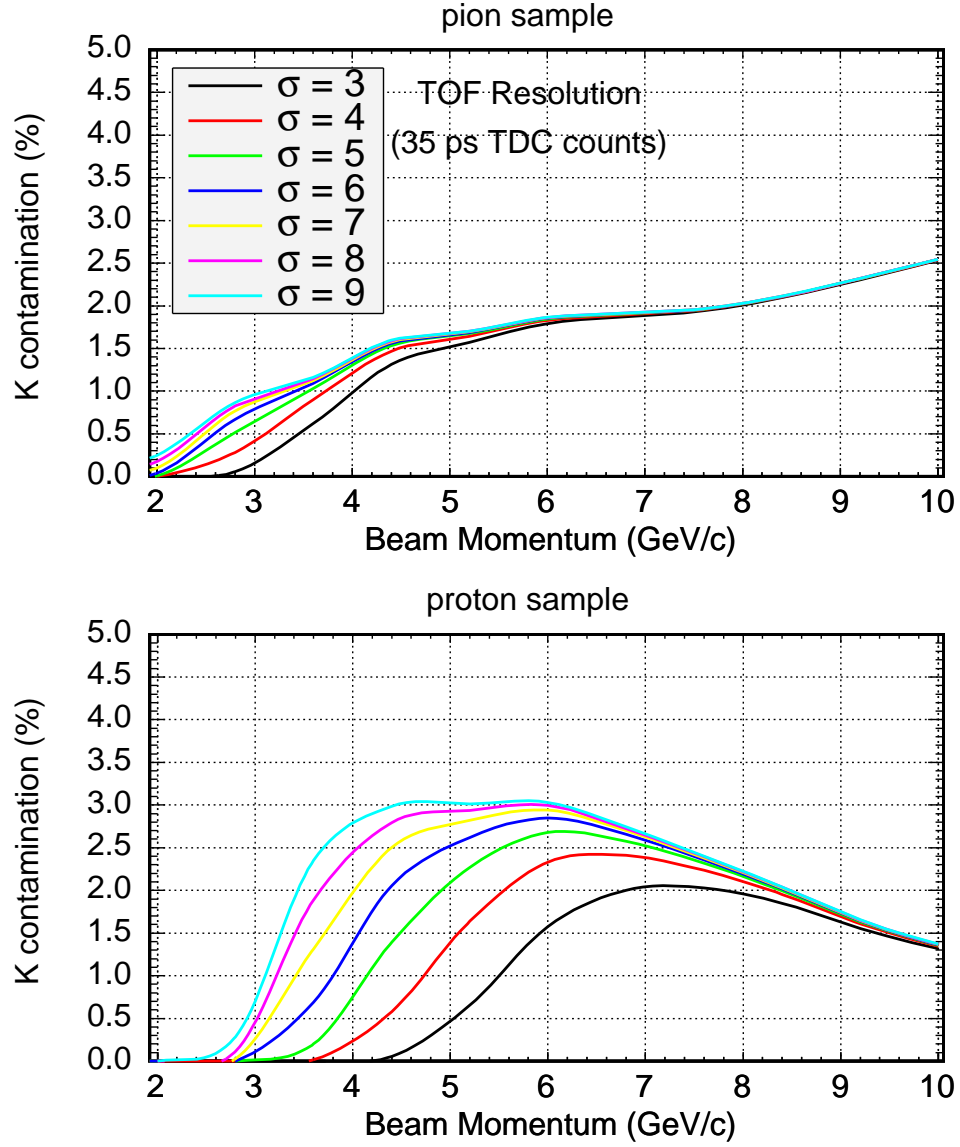 pion sample
K contamination (%)
5.0
4.5
4.0
3.5
3.0
2.5
2.0
1.5
1.0
0.5
0.0
σ = 3
σ = 4
σ = 5
σ = 6
σ = 7
σ = 8
σ = 9
TOF Resolution
(35 ps TDC counts)
2 3 4 5 6 7 8 9 10
Beam Momentum (GeV/c)
proton sample
K contamination (%)
5.0
4.5
4.0
3.5
3.0
2.5
2.0
1.5
1.0
0.5
0.0
2 3 4 5 6 7 8 9 10
Beam Momentum (GeV/c)